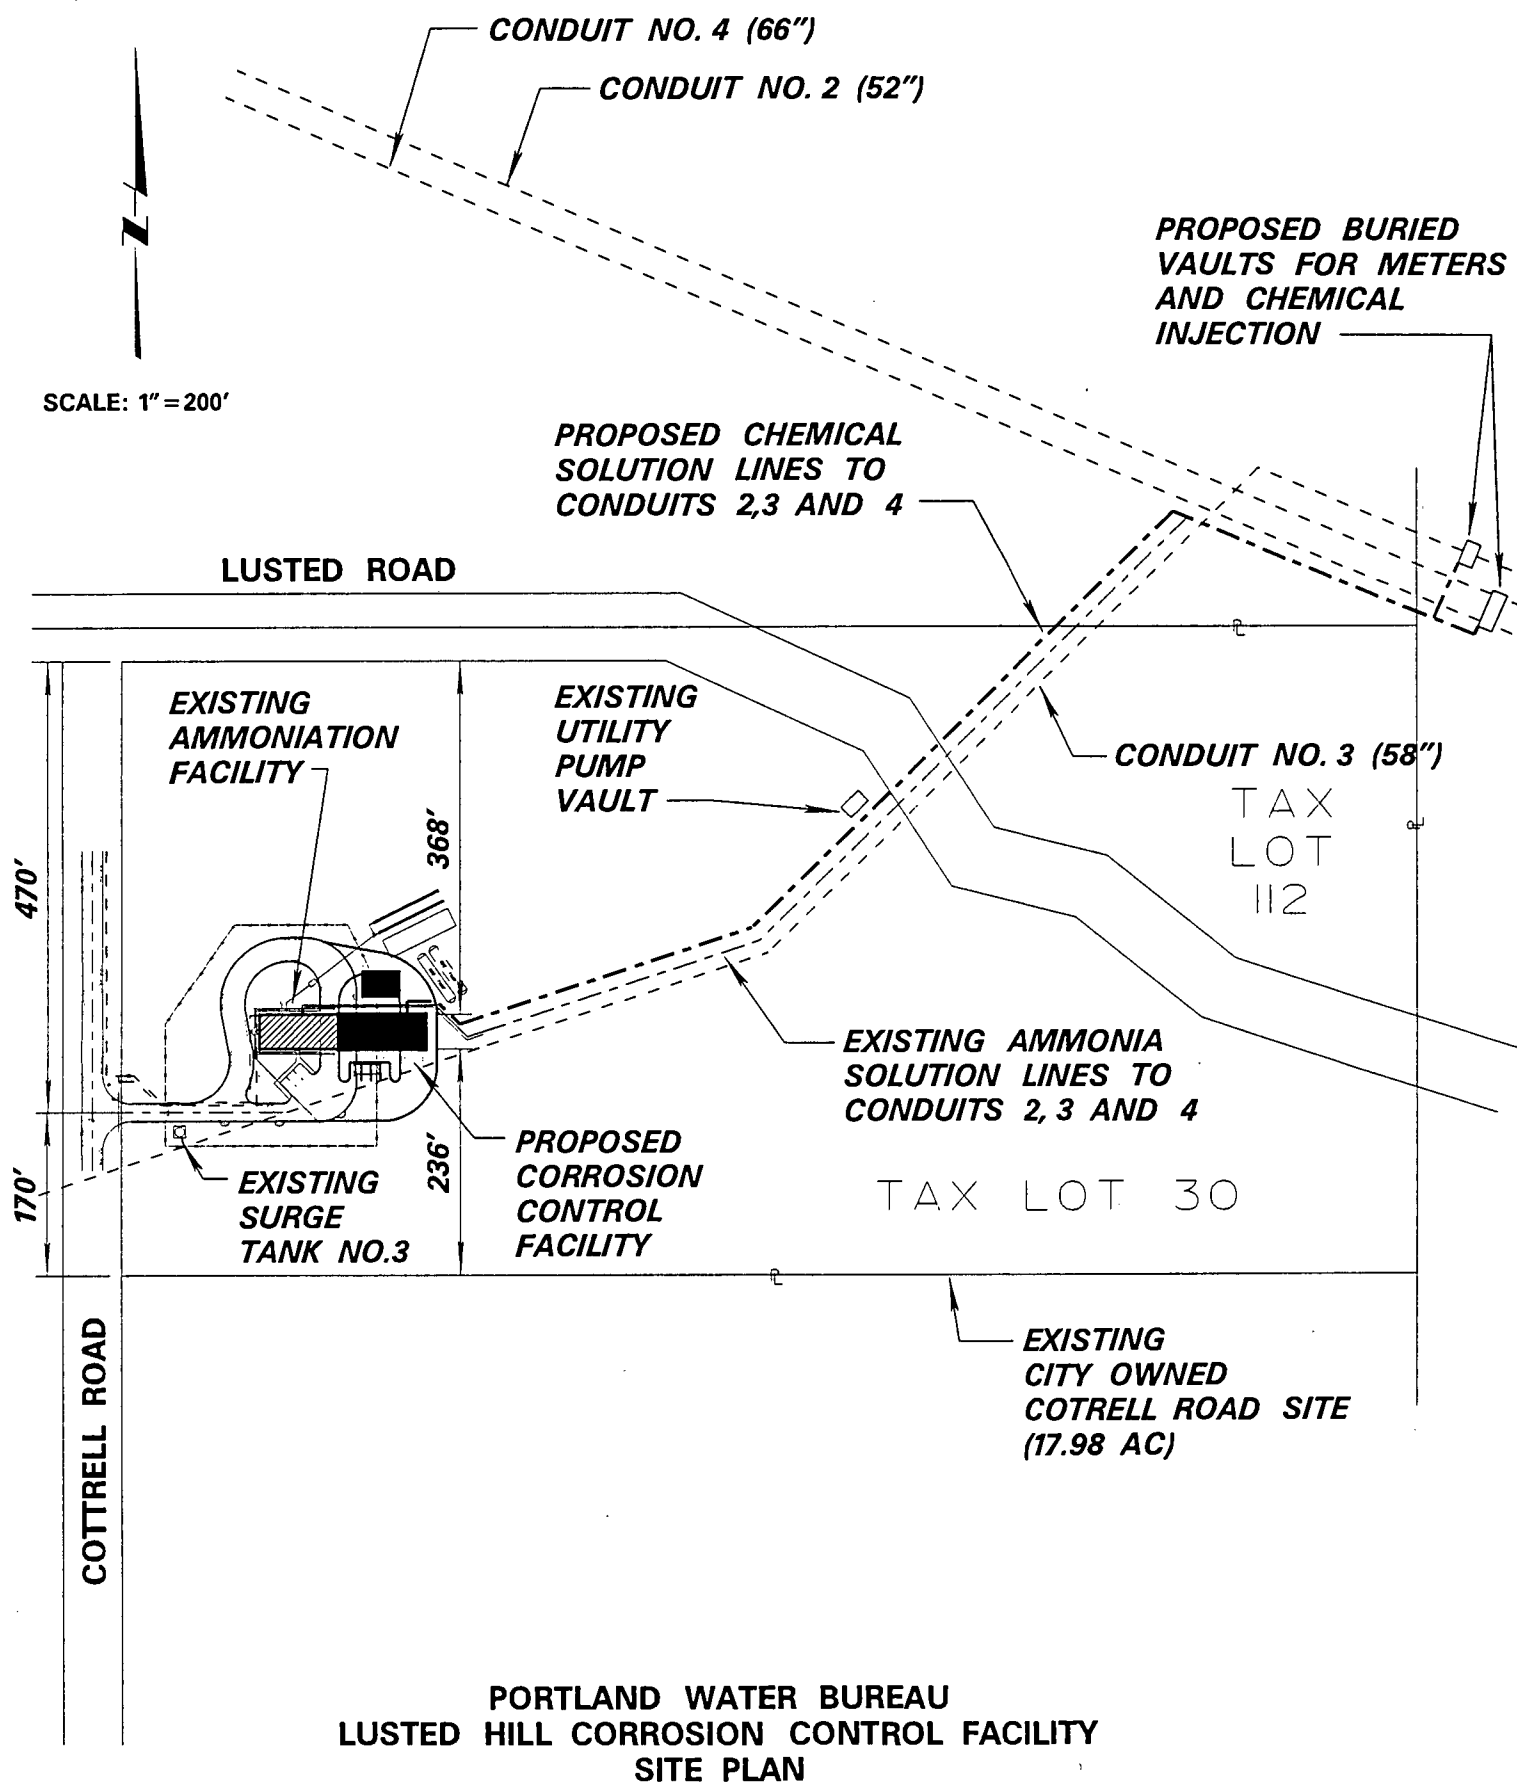 CONDUIT NO. 4 (66")
CONDUIT NO. 2 (52")
PROPOSED BURIED
VAULTS FOR METERS
AND CHEMICAL
INJECTION
Z
SCALE: 1"=200'
PROPOSED CHEMICAL
SOLUTION LINES TO
CONDUITS 2,3 AND 4
LUSTED ROAD
PL
EXISTING
AMMONIATION
FACILITY
EXISTING
UTILITY
PUMP
VAULT
CONDUIT NO. 3 (58")
TAX
LOT
112
PL
368'
470'
EXISTING AMMONIA
SOLUTION LINES TO
CONDUITS 2, 3 AND 4
PROPOSED
CORROSION
CONTROL
FACILITY
236'
170'
EXISTING
SURGE
TANK NO.3
TAX LOT 30
PL
EXISTING
CITY OWNED
COTRELL ROAD SITE
(17.98 AC)
COTTRELL ROAD
PORTLAND WATER BUREAU
LUSTED HILL CORROSION CONTROL FACILITY
SITE PLAN